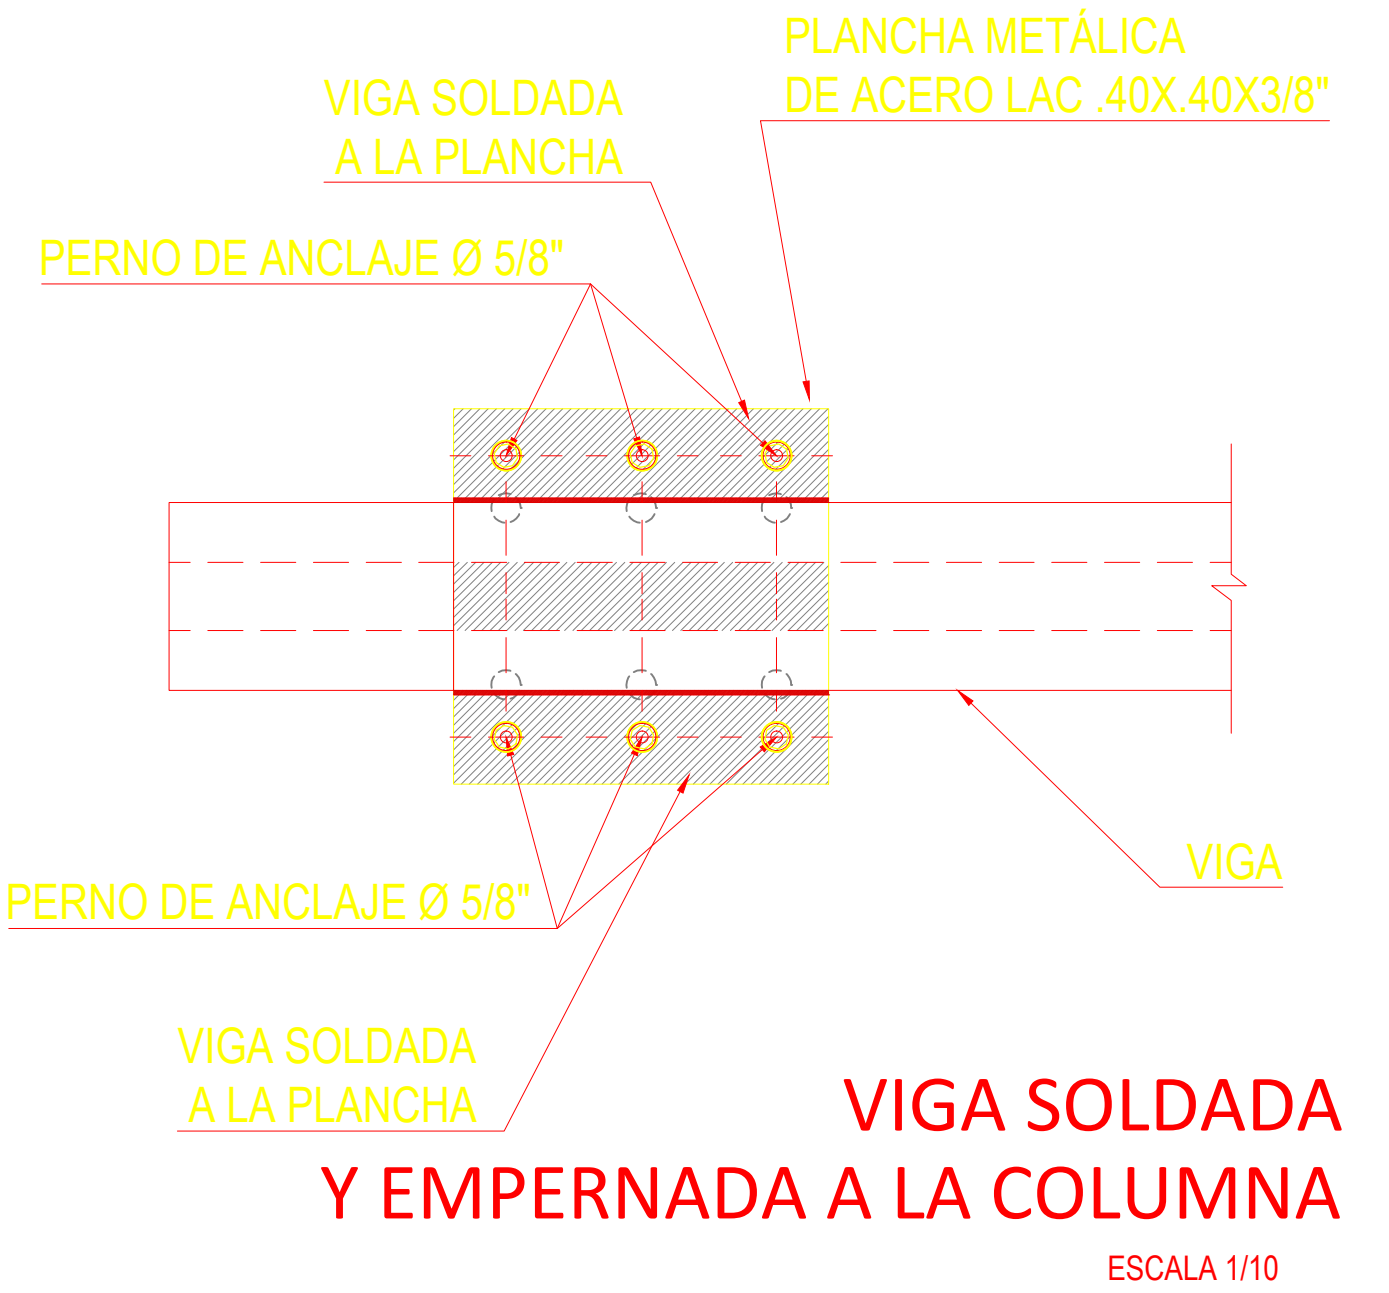 PLANCHA METÁLICA
DE ACERO LAC .40X.40X3/8"
VIGA SOLDADA
A LA PLANCHA
PERNO DE ANCLAJE Ø 5/8"
VIGA
PERNO DE ANCLAJE Ø 5/8"
VIGA SOLDADA
A LA PLANCHA
VIGA SOLDADA
Y EMPERNADA A LA COLUMNA
ESCALA 1/10